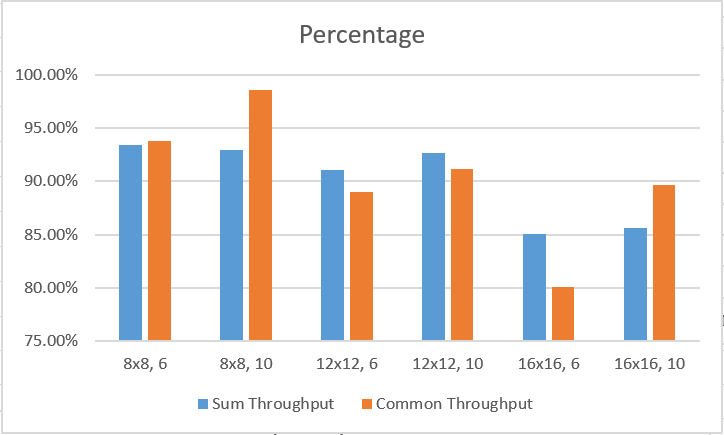 Percentage
100.00%
95.00%
90.00%
85.00%
80.00%
75.00%
8x8, 6
8x8, 10
12x12, 6
12x12, 10
16x16, 6
16x16, 10
Sum Throughput
Common Throughput